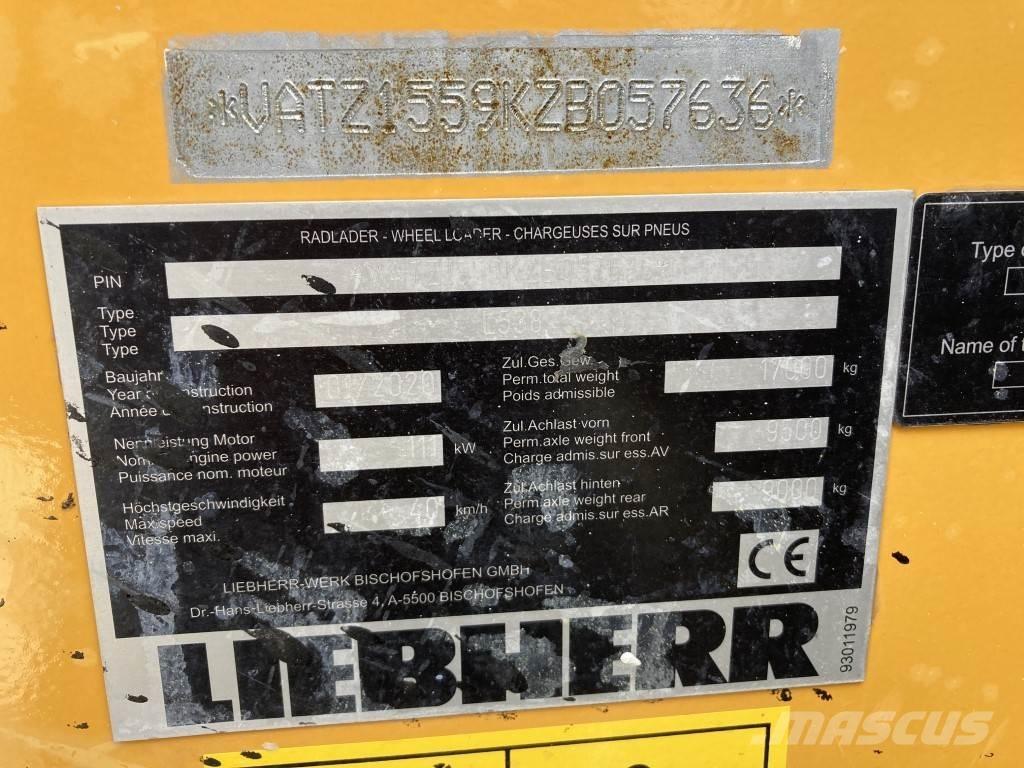 *VATZ1559KZB057636*
RADLADER - WHEEL LOADER - CHARGEUSES SUR PNEUS
PIN
Type
Type L538
Type
Baujahr
Year of construction /2020
Année de construction
Nennleistung Motor
Nom. engine power 111 kW
Puissance nom. moteur
Höchstgeschwindigkeit
Max.speed 40 km/h
Vitesse maxi.
Zul.Ges.Gew.
Perm.total weight kg
Poids admissible
Zul.Achlast vorn
Perm.axle weight front 9500 kg
Charge admis.sur ess.AV
Zul.Achlast hinten
Perm.axle weight rear kg
Charge admis.sur ess.AR
CE
LIEBHERR-WERK BISCHOFSHOFEN GMBH
Dr.-Hans-Liebherr-Strasse 4, A-5500 BISCHOFSHOFEN
LIEBHERR
93011979
Type
Name of
MASCUS